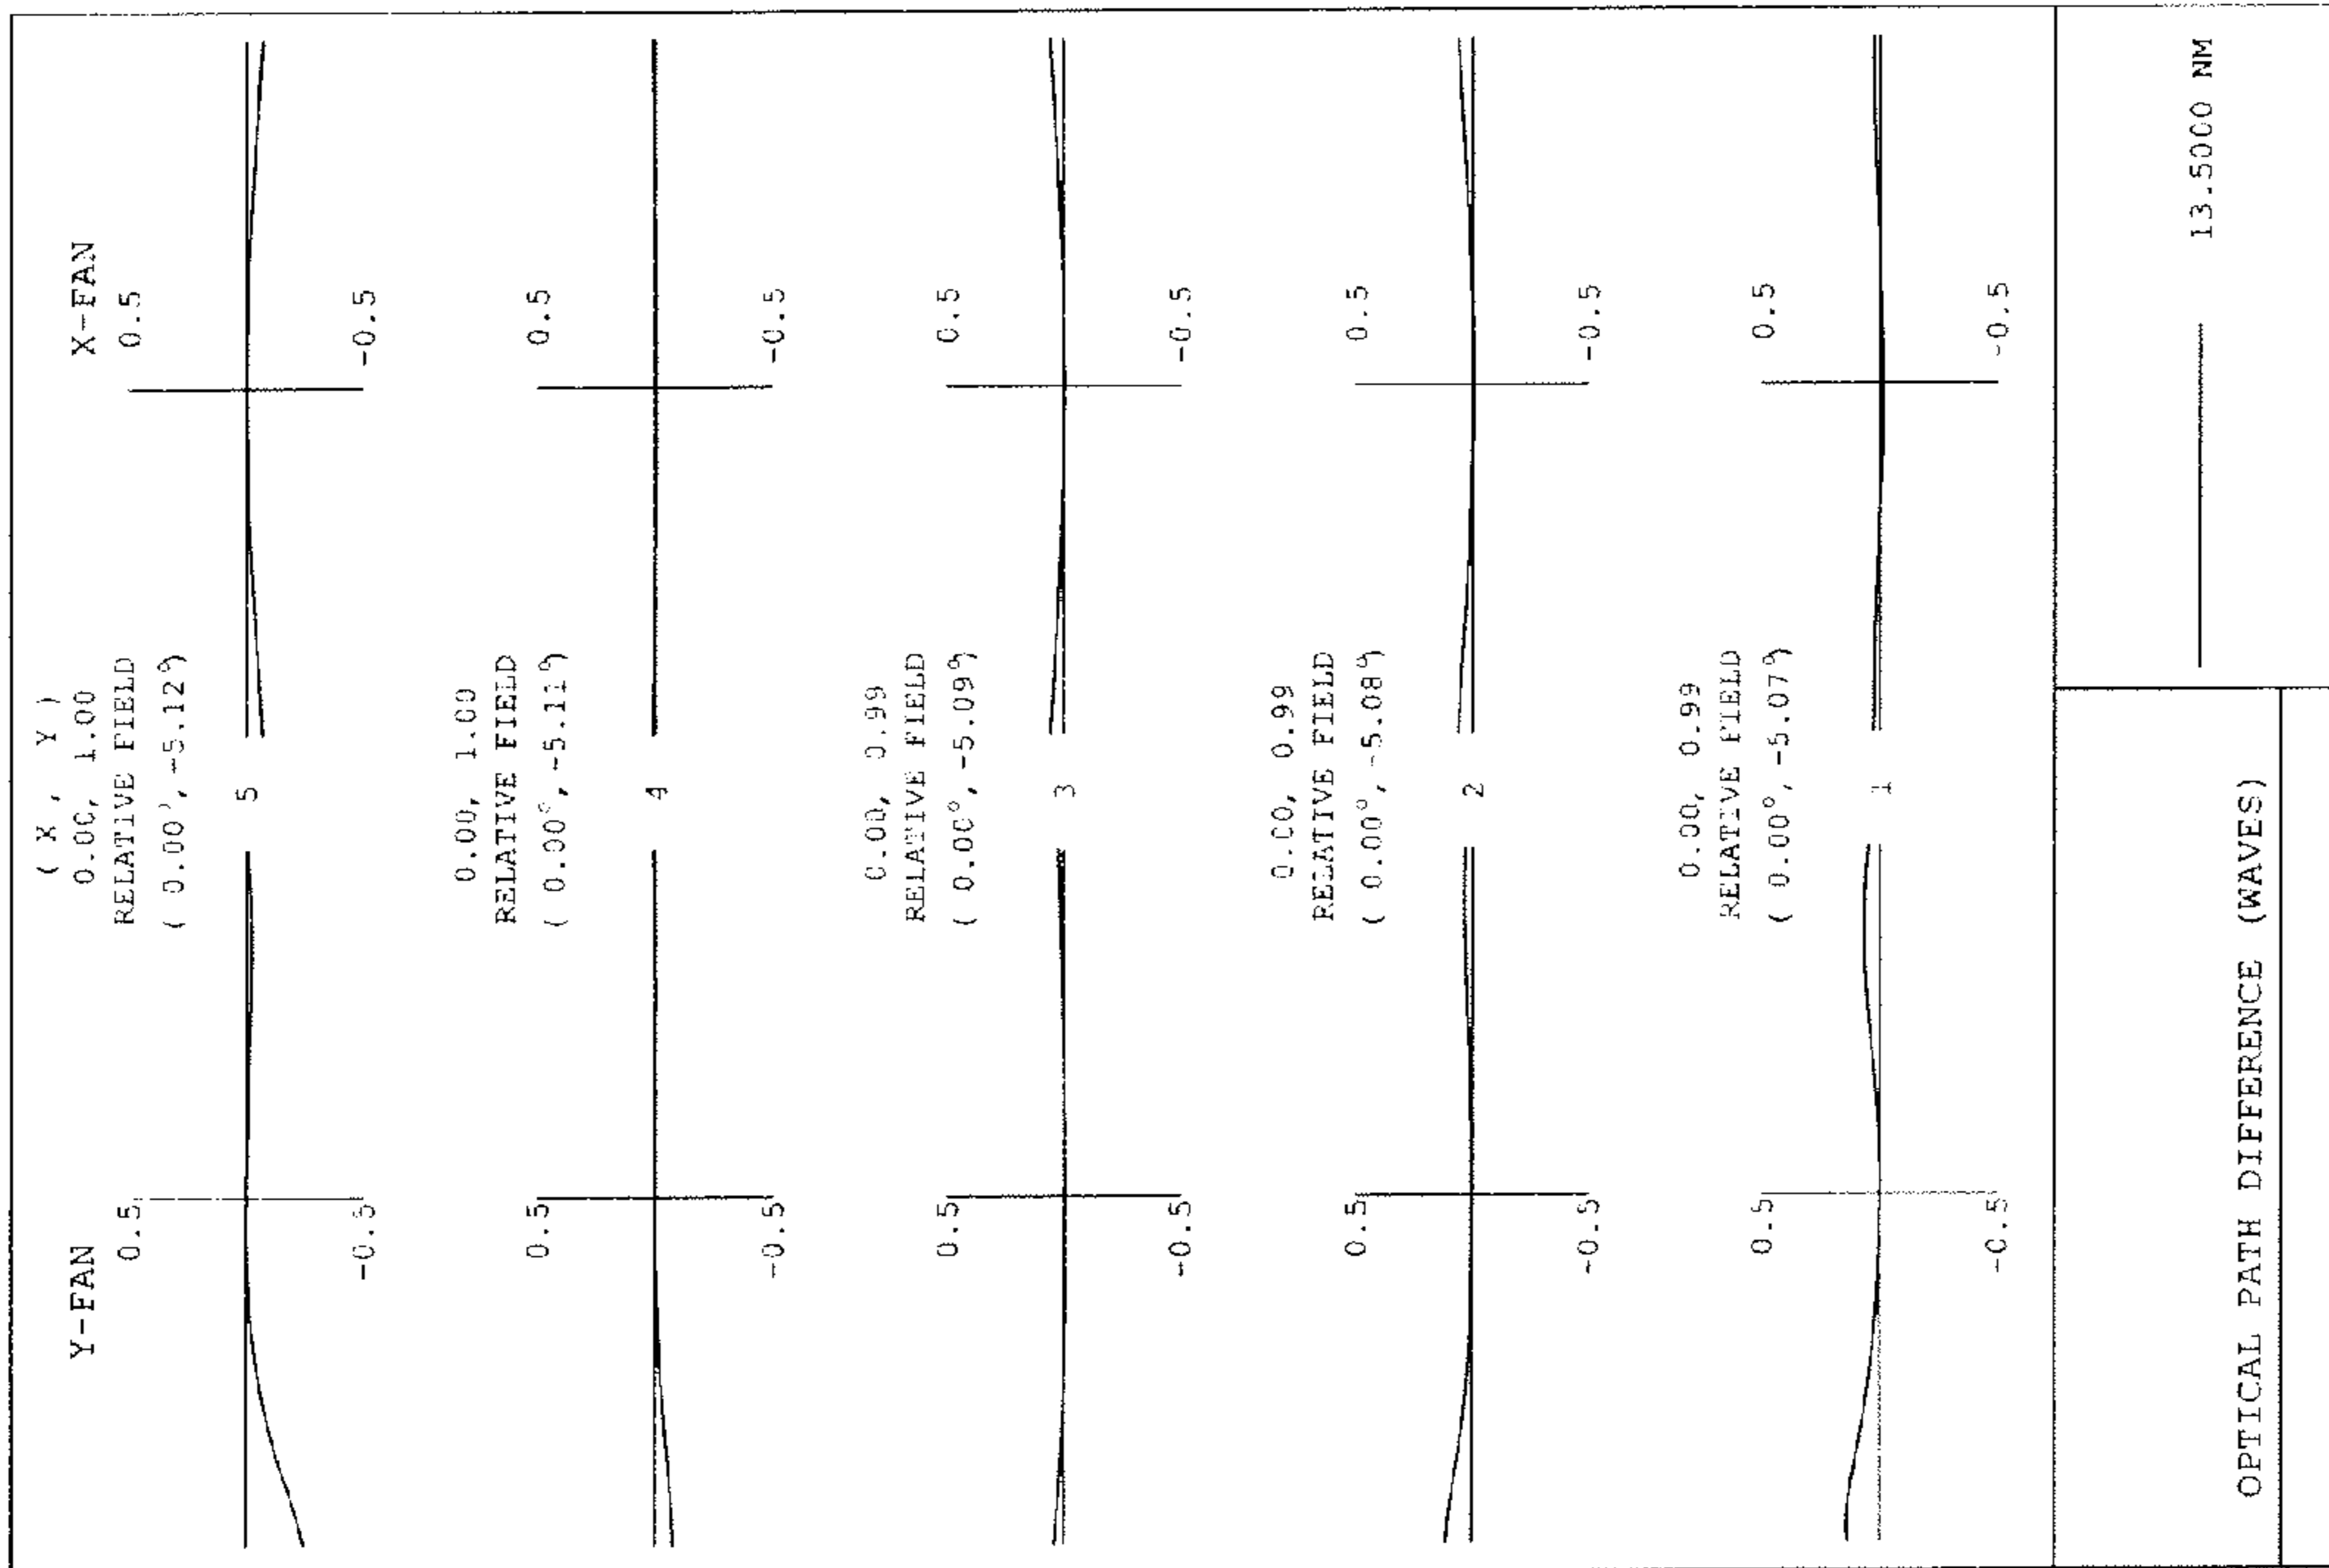 ( X , Y )
Y-FAN
X-FAN
0.00, 1.00
RELATIVE FIELD
( 0.00°, -5.12°)
0.5
-0.5
0.5
-0.5
5
0.00, 1.00
RELATIVE FIELD
( 0.00°, -5.11°)
0.5
-0.5
0.5
-0.5
4
0.00, 0.99
RELATIVE FIELD
( 0.00°, -5.09°)
0.5
-0.5
0.5
-0.5
3
0.00, 0.99
RELATIVE FIELD
( 0.00°, -5.08°)
0.5
-0.5
0.5
-0.5
2
0.00, 0.99
RELATIVE FIELD
( 0.00°, -5.07°)
0.5
-0.5
0.5
-0.5
1
13.5000 NM
OPTICAL PATH DIFFERENCE (WAVES)